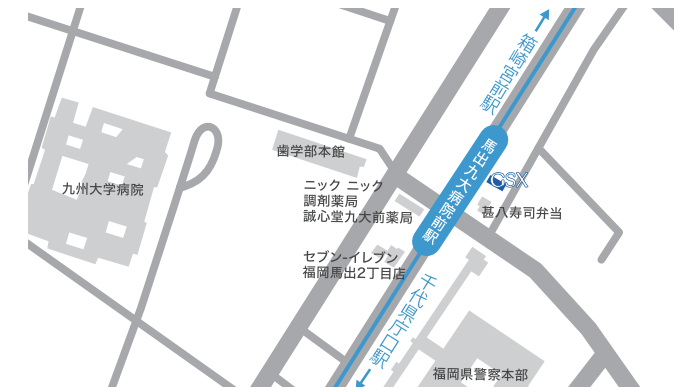 箱崎宮前駅
馬出九大病院前駅
GSX
歯学部本館
九州大学病院
ニック ニック
調剤薬局
誠心堂九大前薬局
甚八寿司弁当
セブン-イレブン
福岡馬出2丁目店
千代県庁口駅
福岡県警察本部